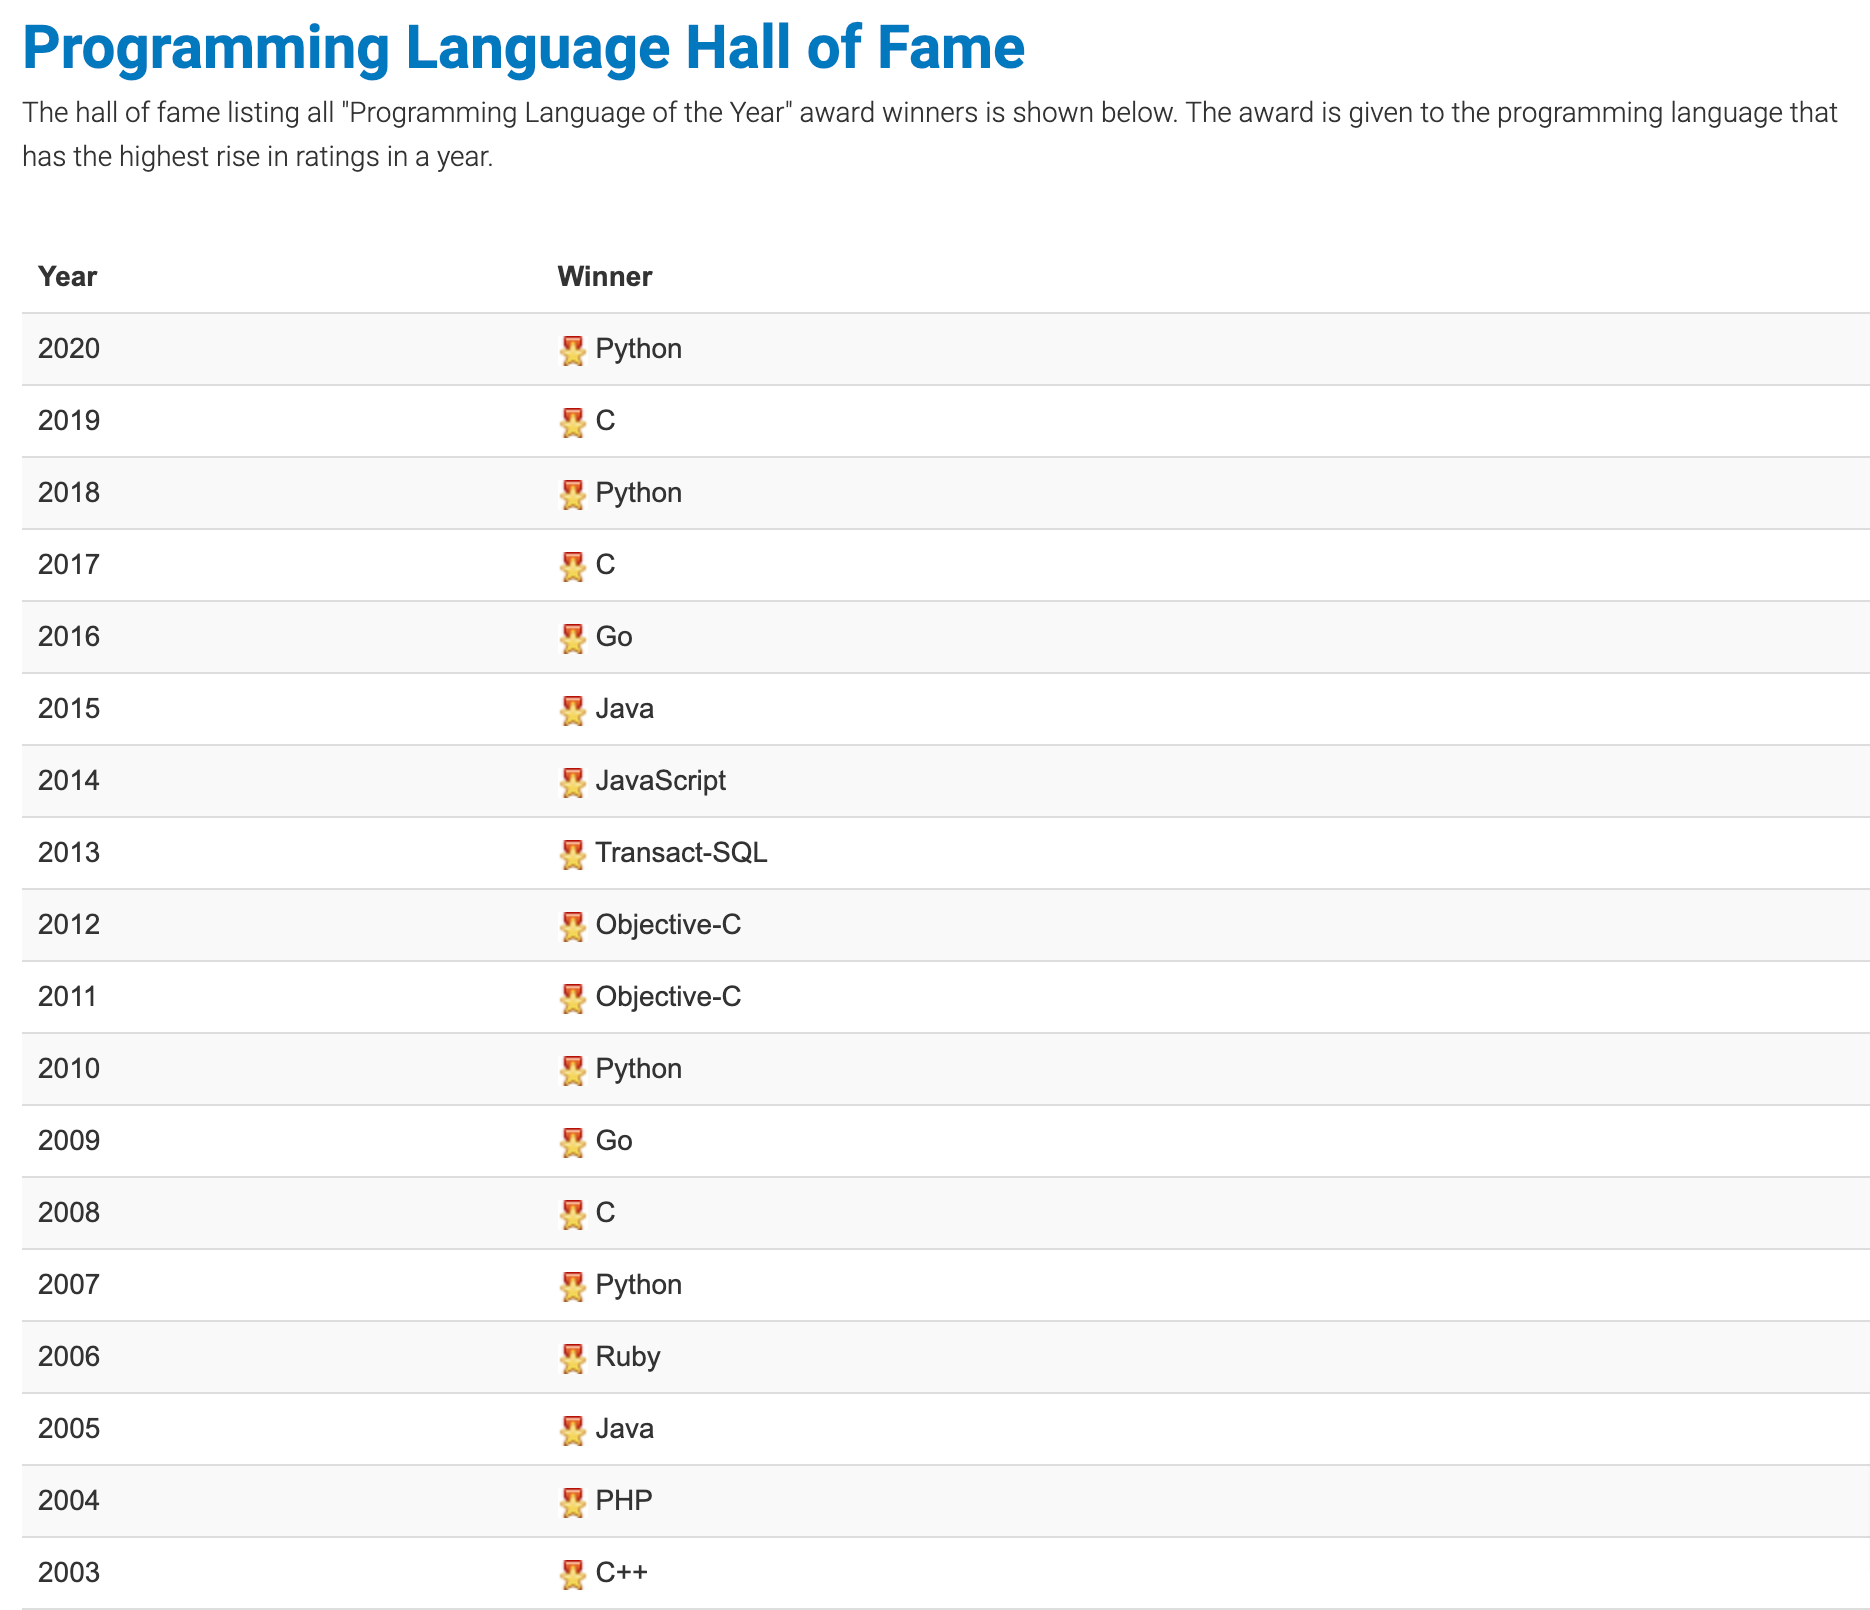 Programming Language Hall of Fame
The hall of fame listing all "Programming Language of the Year" award winners is shown below. The award is given to the programming language that
has the highest rise in ratings in a year.
Year Winner
2020 Python
2019 C
2018 Python
2017 C
2016 Go
2015 Java
2014 JavaScript
2013 Transact-SQL
2012 Objective-C
2011 Objective-C
2010 Python
2009 Go
2008 C
2007 Python
2006 Ruby
2005 Java
2004 PHP
2003 C++